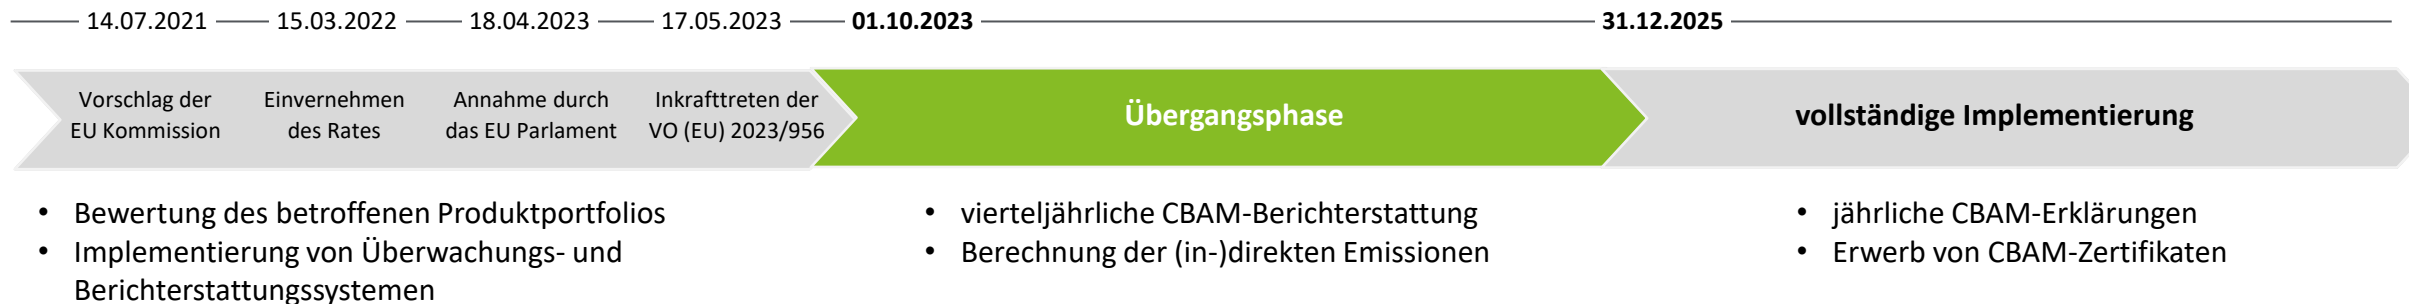 14.07.2021 15.03.2022 18.04.2023 17.05.2023 01.10.2023 31.12.2025
Vorschlag der
EU Kommission
Einvernehmen
des Rates
Annahme durch
das EU Parlament
Inkrafttreten der
VO (EU) 2023/956
Übergangsphase
vollständige Implementierung
• Bewertung des betroffenen Produktportfolios
• Implementierung von Überwachungs- und
Berichterstattungssystemen
• vierteljährliche CBAM-Berichterstattung
• Berechnung der (in-)direkten Emissionen
• jährliche CBAM-Erklärungen
• Erwerb von CBAM-Zertifikaten